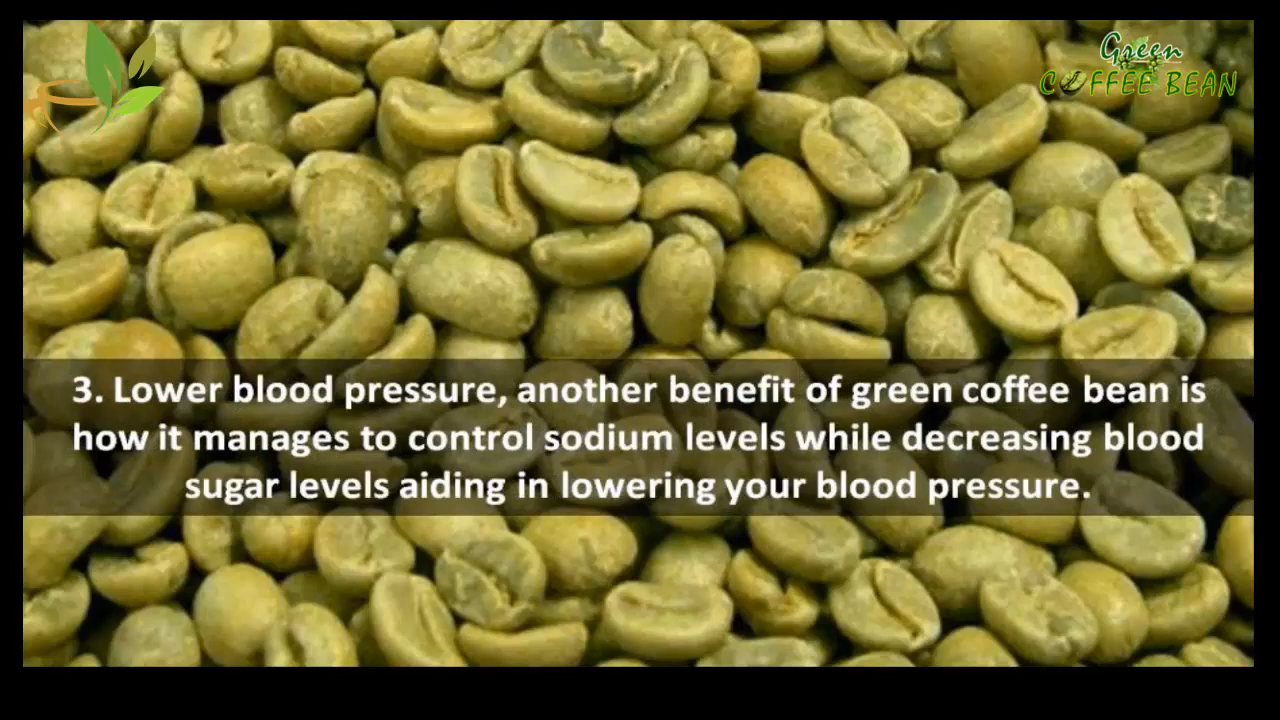 Green
COFFEE BEAN
3. Lower blood pressure, another benefit of green coffee bean is
how it manages to control sodium levels while decreasing blood
sugar levels aiding in lowering your blood pressure.